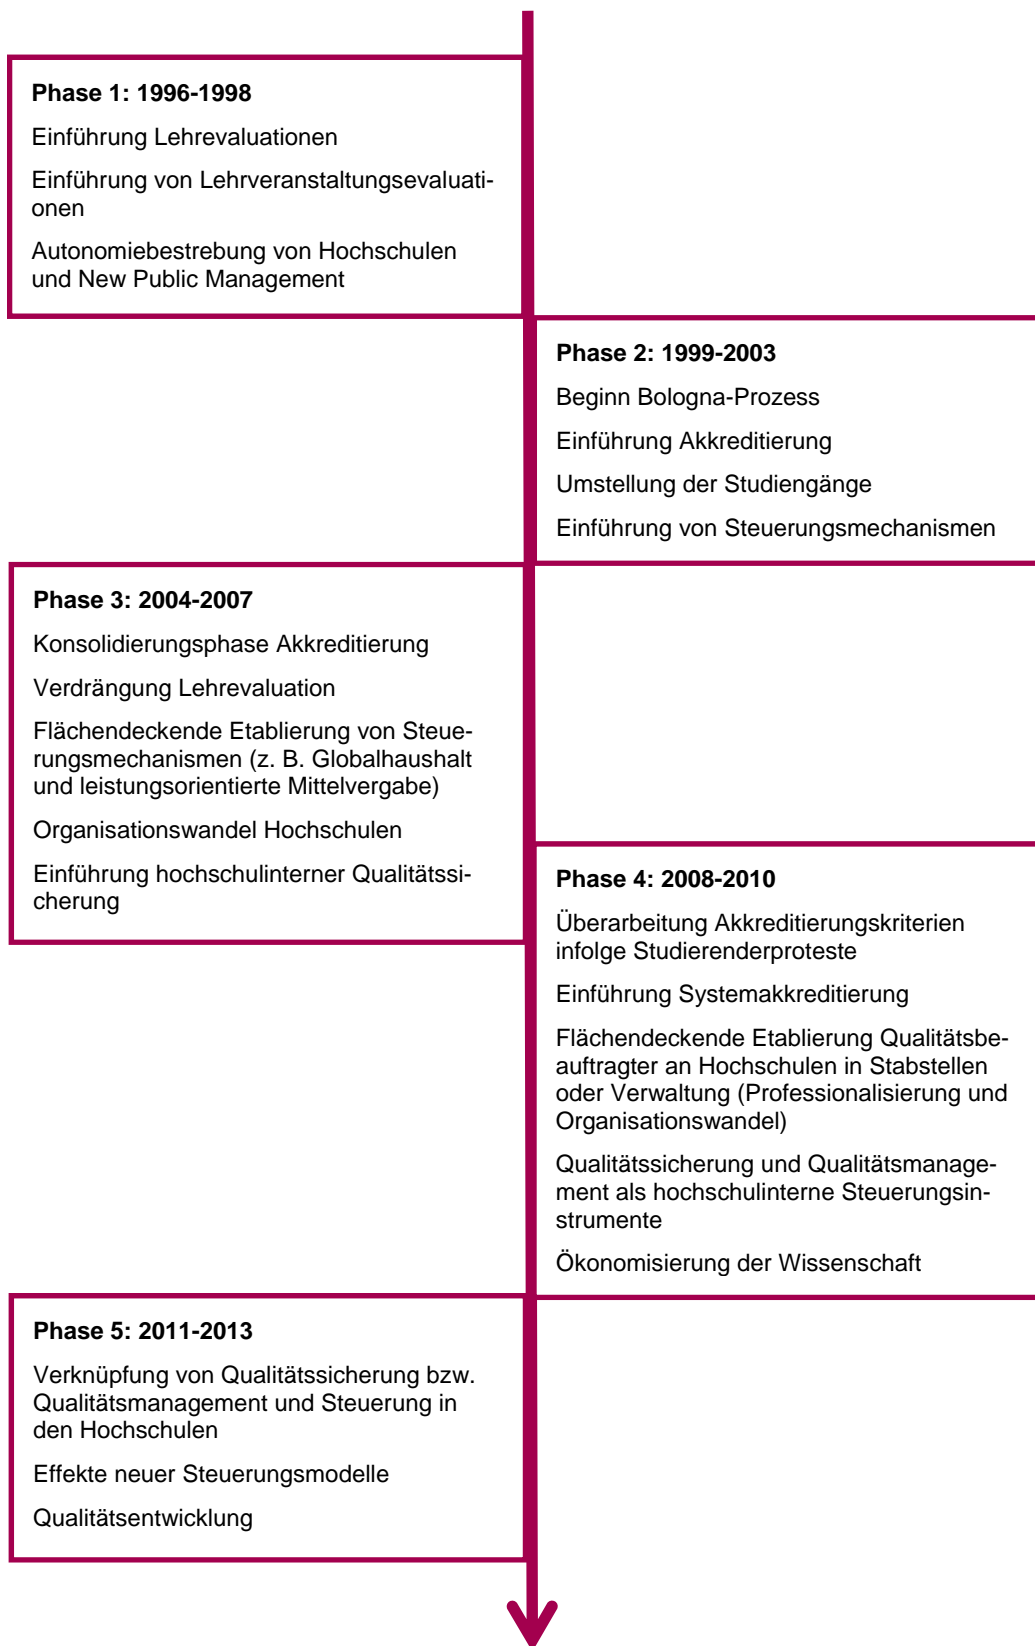 Phase 1: 1996-1998
Einführung Lehrevaluationen
Einführung von Lehrveranstaltungsevaluati-
onen
Autonomiebestrebung von Hochschulen
und New Public Management
Phase 2: 1999-2003
Beginn Bologna-Prozess
Einführung Akkreditierung
Umstellung der Studiengänge
Einführung von Steuerungsmechanismen
Phase 3: 2004-2007
Konsolidierungsphase Akkreditierung
Verdrängung Lehrevaluation
Flächendeckende Etablierung von Steue-
rungsmechanismen (z. B. Globalhaushalt
und leistungsorientierte Mittelvergabe)
Organisationswandel Hochschulen
Einführung hochschulinterner Qualitätssi-
cherung
Phase 4: 2008-2010
Überarbeitung Akkreditierungskriterien
infolge Studierenderproteste
Einführung Systemakkreditierung
Flächendeckende Etablierung Qualitätsbe-
auftragter an Hochschulen in Stabstellen
oder Verwaltung (Professionalisierung und
Organisationswandel)
Qualitätssicherung und Qualitätsmanage-
ment als hochschulinterne Steuerungsin-
strumente
Ökonomisierung der Wissenschaft
Phase 5: 2011-2013
Verknüpfung von Qualitätssicherung bzw.
Qualitätsmanagement und Steuerung in
den Hochschulen
Effekte neuer Steuerungsmodelle
Qualitätsentwicklung